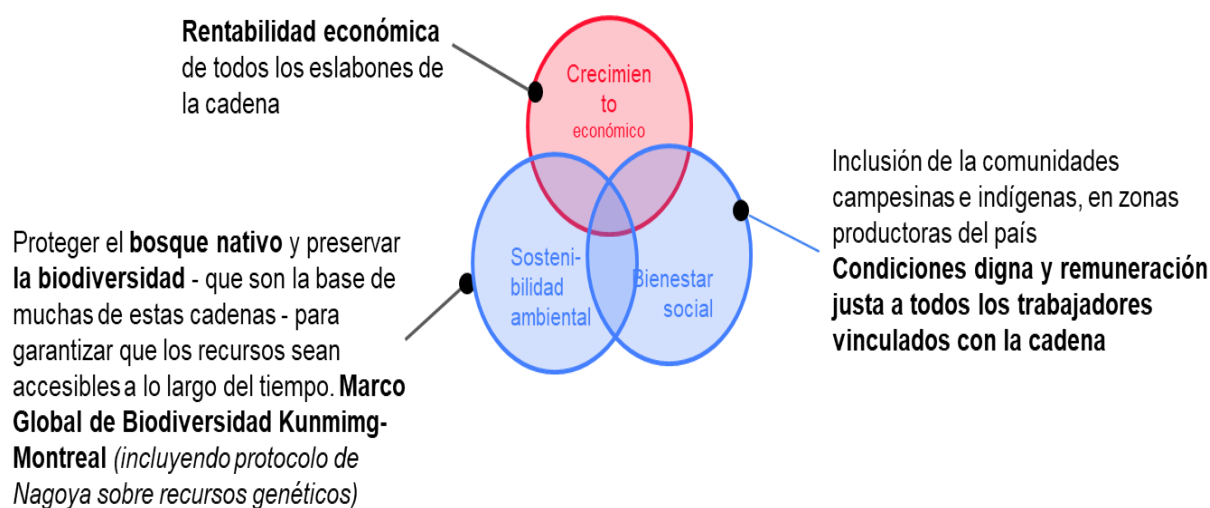 Rentabilidad económica
de todos los eslabones de
la cadena
Crecimien
to
económico
Proteger el bosque nativo y preservar
la biodiversidad - que son la base de
muchas de estas cadenas - para
garantizar que los recursos sean
accesibles a lo largo del tiempo. Marco
Global de Biodiversidad Kunmimg-
Montreal (incluyendo protocolo de
Nagoya sobre recursos genéticos)
Sosteni-
bilidad
ambiental
Bienestar
social
Inclusión de la comunidades
campesinas e indígenas, en zonas
productoras del país
Condiciones digna y remuneración
justa a todos los trabajadores
vinculados con la cadena